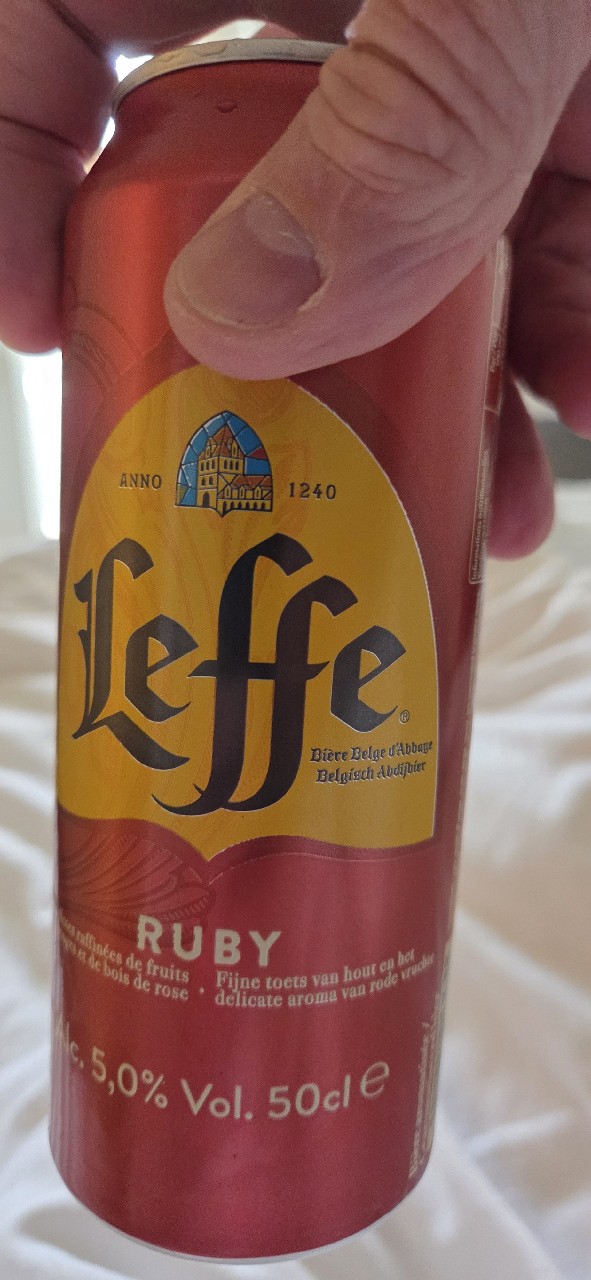 ANNO 1240
Leffe®
Bière Belge d'Abbaye
Belgisch Abdijbier
RUBY
raffinées de fruits
et de bois de rose
·
Fijne toets van hout en het
delicate aroma van rode vruchten
Alc. 5,0% Vol. 50cl e